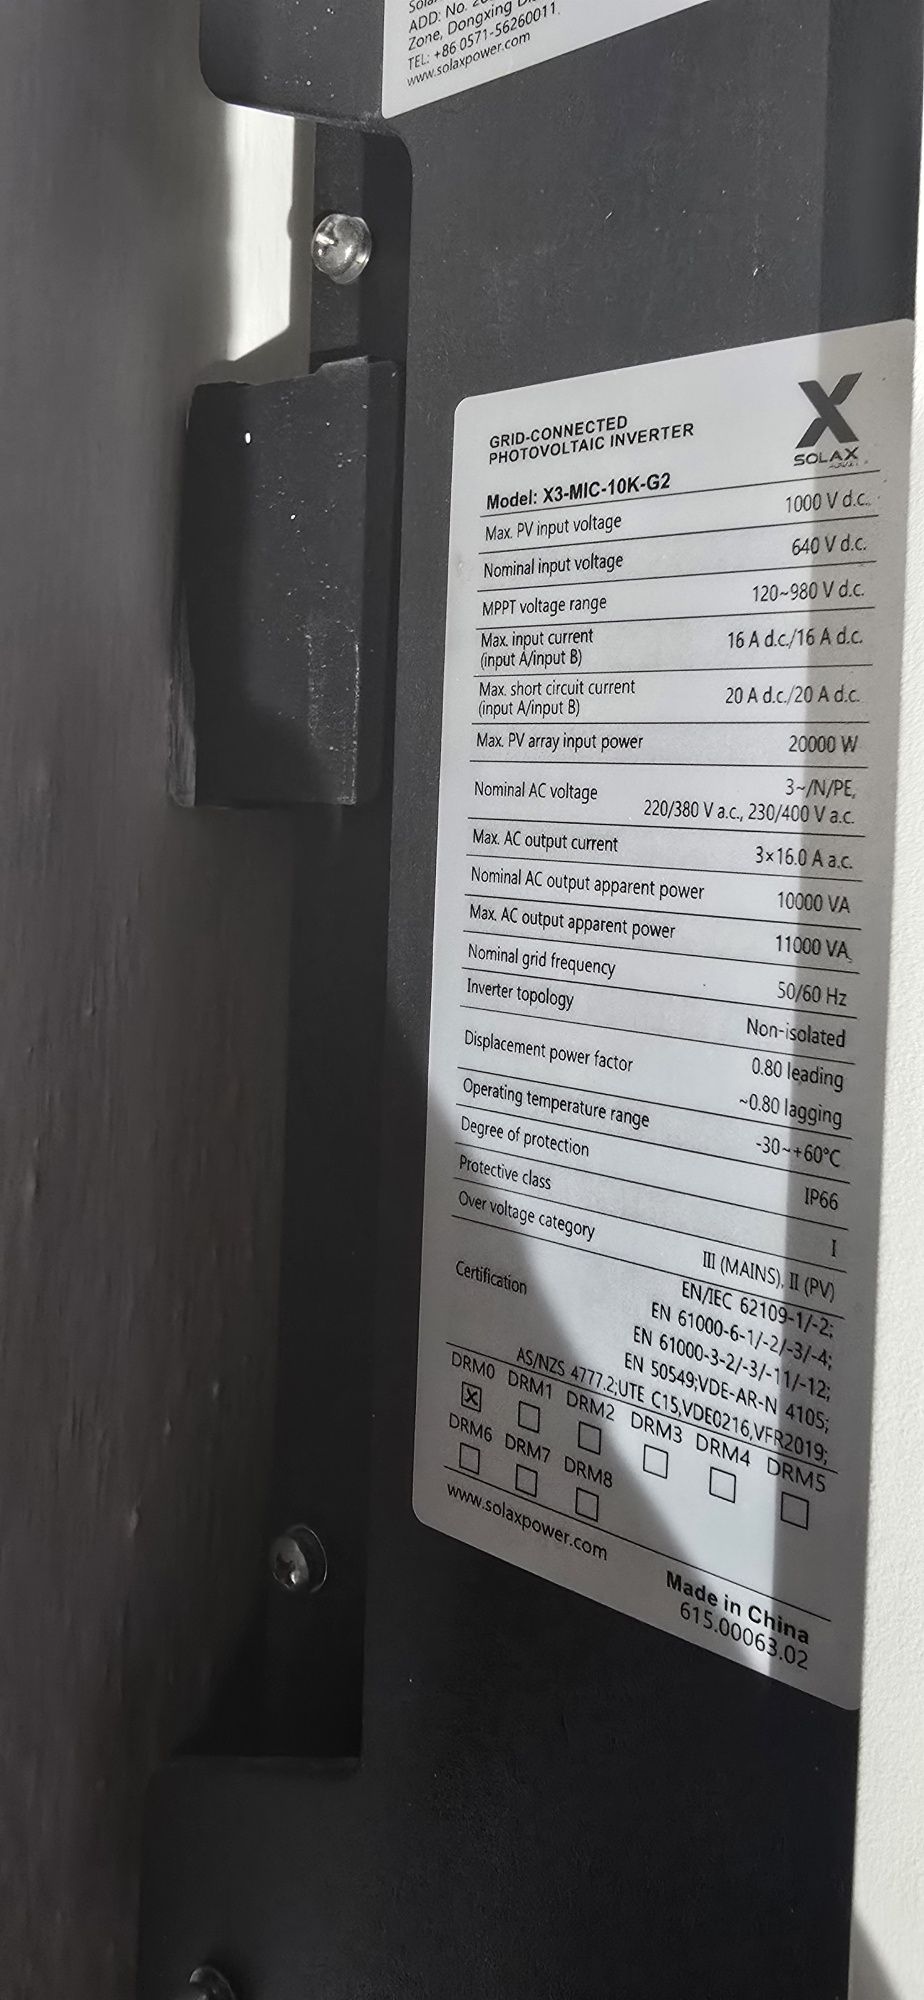 ADD: No.
Zone, Dongxing
TEL: +86 0571-56260011
www.solaxpower.com
GRID-CONNECTED
PHOTOVOLTAIC INVERTER
X
SOLAX
POWER
Model: X3-MIC-10K-G2
Max. PV input voltage 1000 V d.c.
Nominal input voltage 640 V d.c.
MPPT voltage range 120~980 V d.c.
Max. input current
(input A/input B) 16 A d.c./16 A d.c.
Max. short circuit current
(input A/input B) 20 A d.c./20 A d.c.
Max. PV array input power 20000 W
Nominal AC voltage 3~/N/PE,
220/380 V a.c., 230/400 V a.c.
Max. AC output current 3×16.0 A a.c.
Nominal AC output apparent power 10000 VA
Max. AC output apparent power 11000 VA
Nominal grid frequency 50/60 Hz
Inverter topology Non-isolated
Displacement power factor 0.80 leading
~0.80 lagging
Operating temperature range -30~+60°C
Degree of protection IP66
Protective class I
Over voltage category III (MAINS), II (PV)
Certification EN/IEC 62109-1/-2;
EN 61000-6-1/-2/-3/-4;
EN 61000-3-2/-3/-11/-12;
EN 50549;VDE-AR-N 4105;
AS/NZS 4777.2;UTE C15,VDE0216,VFR2019;
DRM0 DRM1 DRM2 DRM3 DRM4 DRM5
DRM6 DRM7 DRM8
www.solaxpower.com
Made in China
615.00063.02